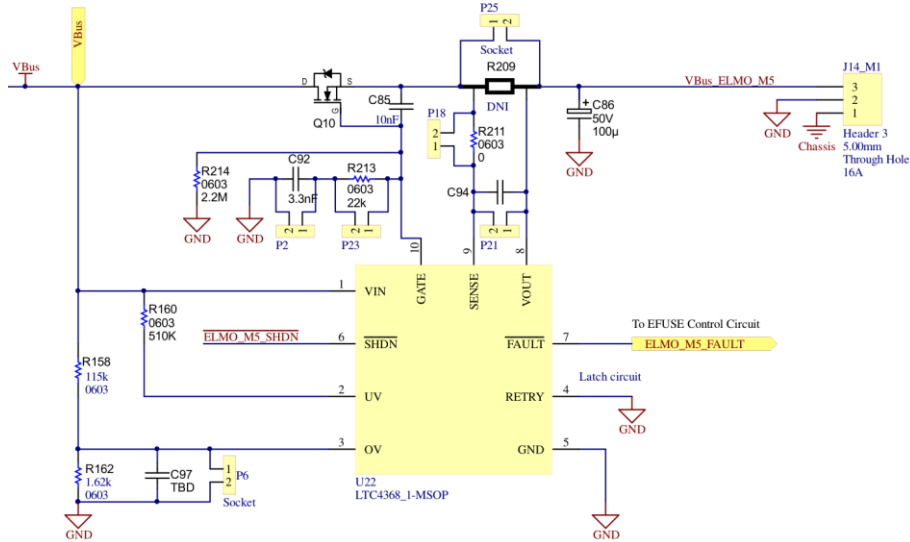 P25
1 2
Socket
VBus
VBus
R209
DNI
D
S
G
Q10
C85
10nF
P18
2
1
R211
0603
0
C86
50V
100µ
+
GND
VBus_ELMO_M5
J14_M1
3
2
1
GND
Chassis
Header 3
5.00mm
Through Hole
16A
R214
0603
2.2M
GND
GND
C92
3.3nF
2 1
P2
R213
0603
22k
2 1
P23
C94
2 1
P21
10
9
8
GATE
SENSE
VOUT
1
VIN
R160
0603
510K
ELMO_M5_SHDN
6
SHDN
2
UV
3
OV
FAULT
7
To EFUSE Control Circuit
ELMO_M5_FAULT
Latch circuit
RETRY
4
GND
GND
5
GND
R158
115k
0603
R162
1.62k
0603
GND
C97
TBD
1
2
P6
Socket
U22
LTC4368_1-MSOP